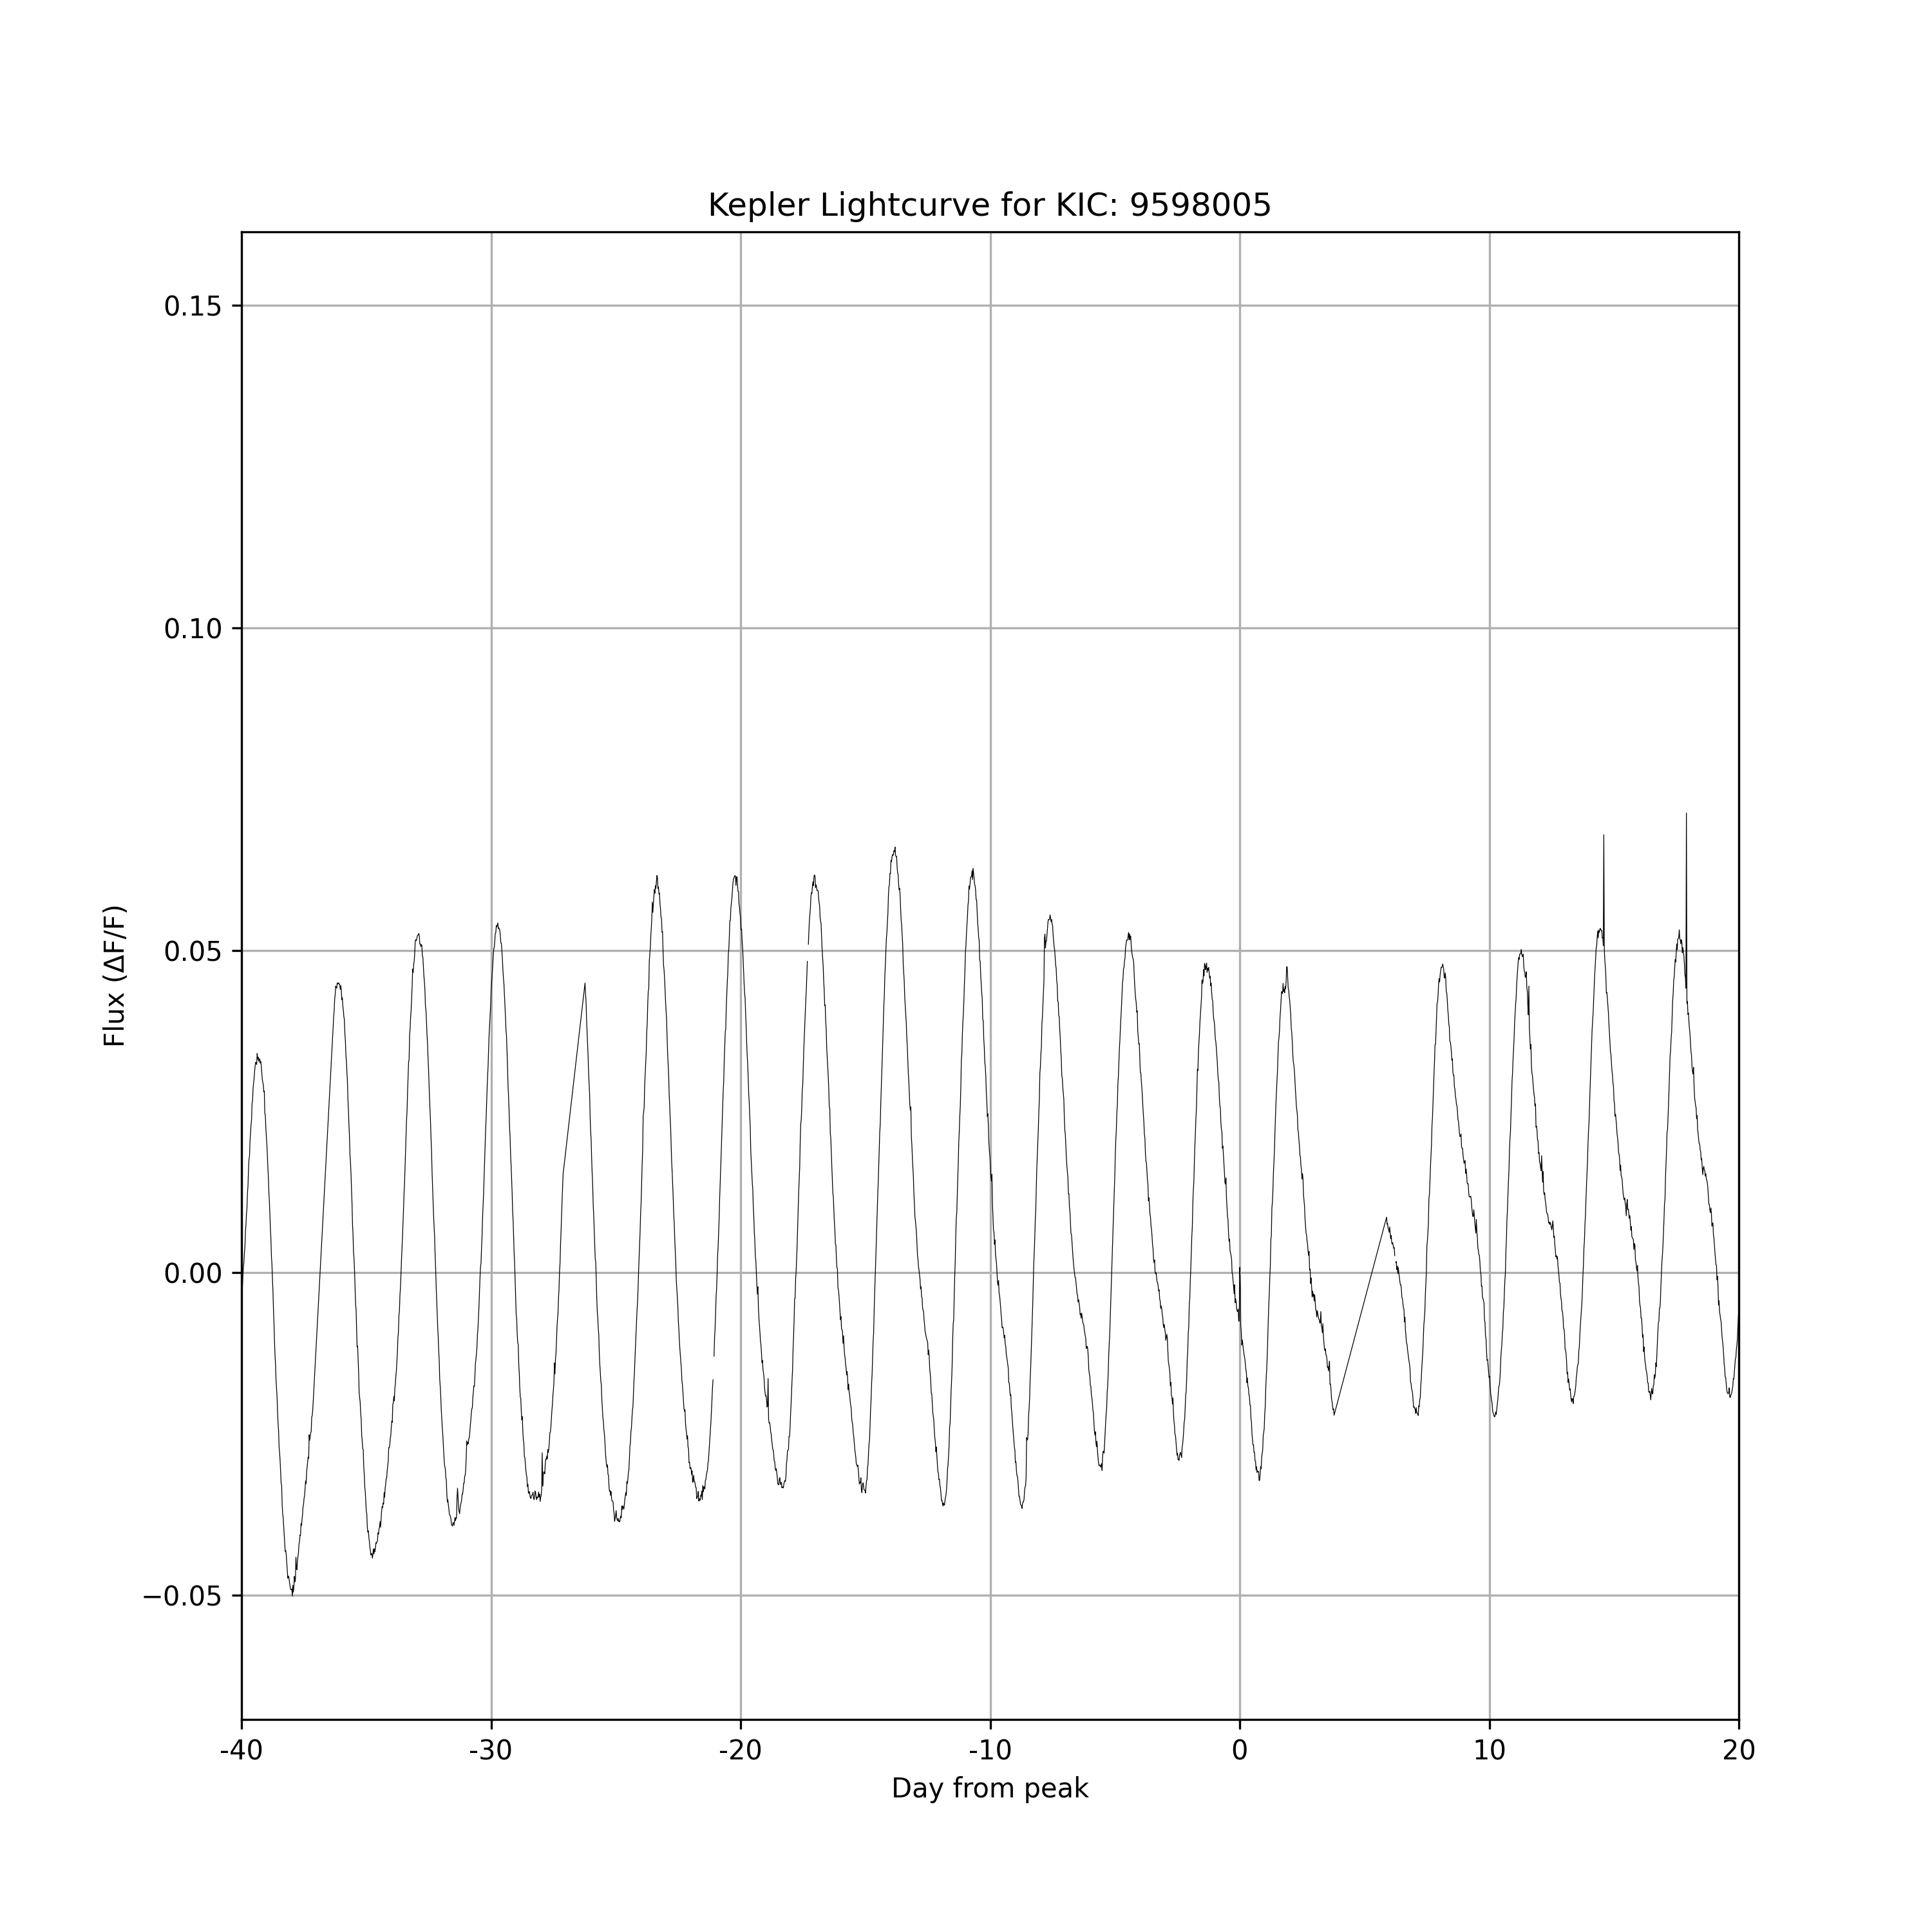 Kepler Lightcurve for KIC: 9598005
Flux (ΔF/F)
0.15
0.10
0.05
0.00
−0.05
-40 -30 -20 -10 0 10 20
Day from peak